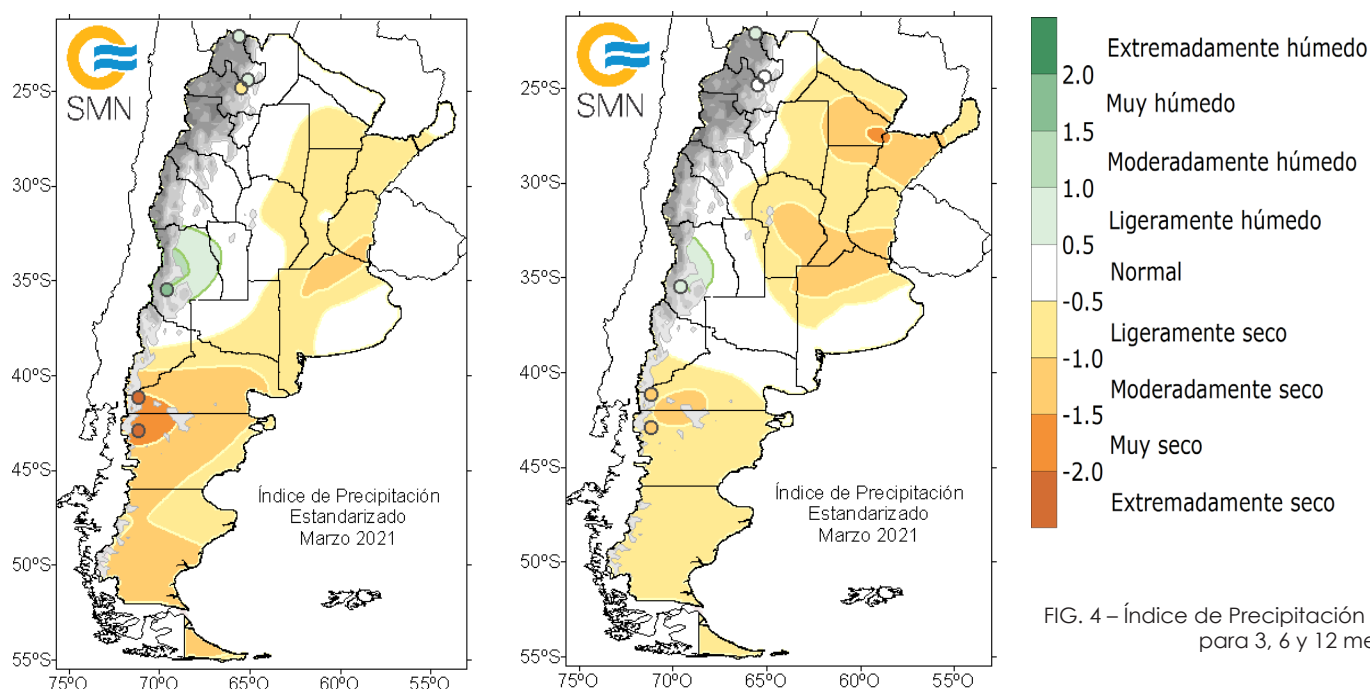 SMN
25ºS
30ºS
35ºS
40ºS
45ºS
50ºS
55ºS
75ºO 70ºO 65ºO 60ºO 55ºO
Índice de Precipitación
Estandarizado
Marzo 2021
SMN
25ºS
30ºS
35ºS
40ºS
45ºS
50ºS
55ºS
75ºO 70ºO 65ºO 60ºO 55ºO
Índice de Precipitación
Estandarizado
Marzo 2021
Extremadamente húmedo
2.0
Muy húmedo
1.5
Moderadamente húmedo
1.0
Ligeramente húmedo
0.5
Normal
-0.5
Ligeramente seco
-1.0
Moderadamente seco
-1.5
Muy seco
-2.0
Extremadamente seco
FIG. 4 – Índice de Precipitación
para 3, 6 y 12 me